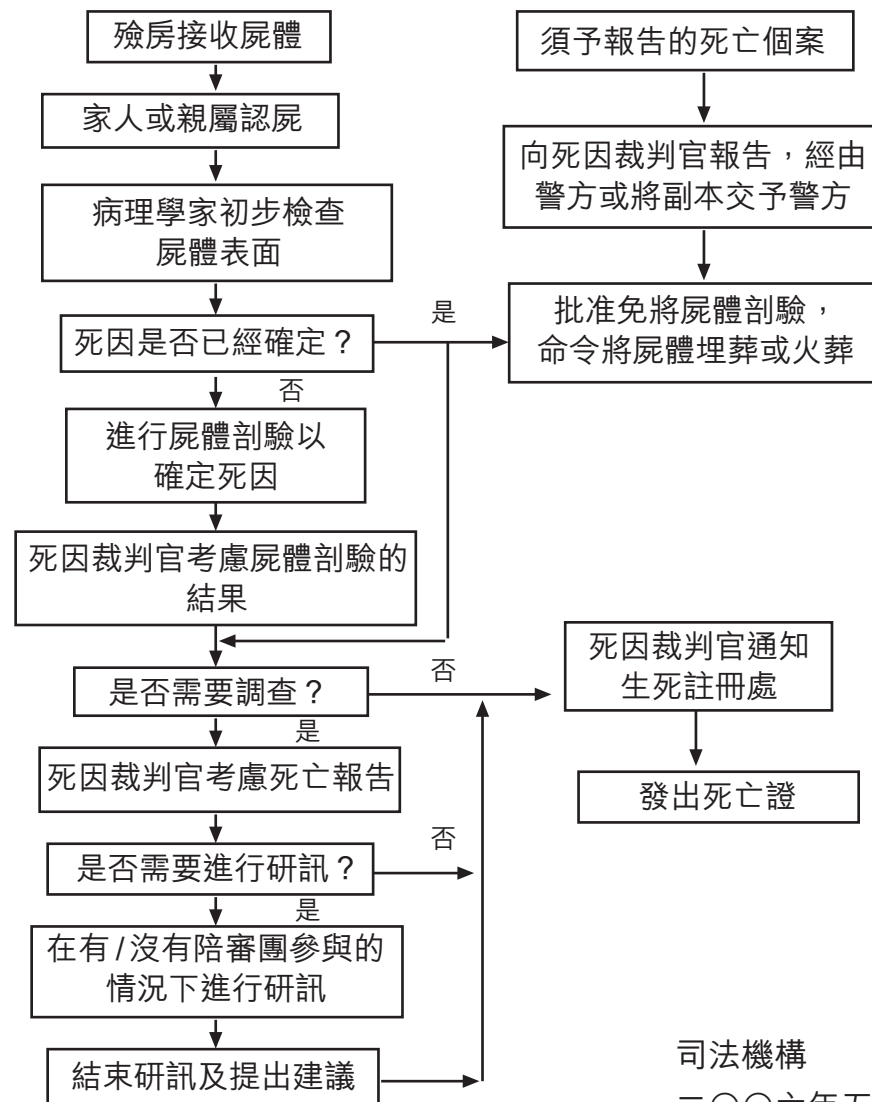 殮房接收屍體
家人或親屬認屍
病理學家初步檢查
屍體表面
死因是否已經確定？
是
否
進行屍體剖驗以
確定死因
死因裁判官考慮屍體剖驗的
結果
是否需要調查？
否
是
死因裁判官考慮死亡報告
是否需要進行研訊？
否
是
在有/沒有陪審團參與的
情況下進行研訊
結束研訊及提出建議
須予報告的死亡個案
向死因裁判官報告，經由
警方或將副本交予警方
批准免將屍體剖驗，
命令將屍體埋葬或火葬
死因裁判官通知
生死註冊處
發出死亡證
司法機構